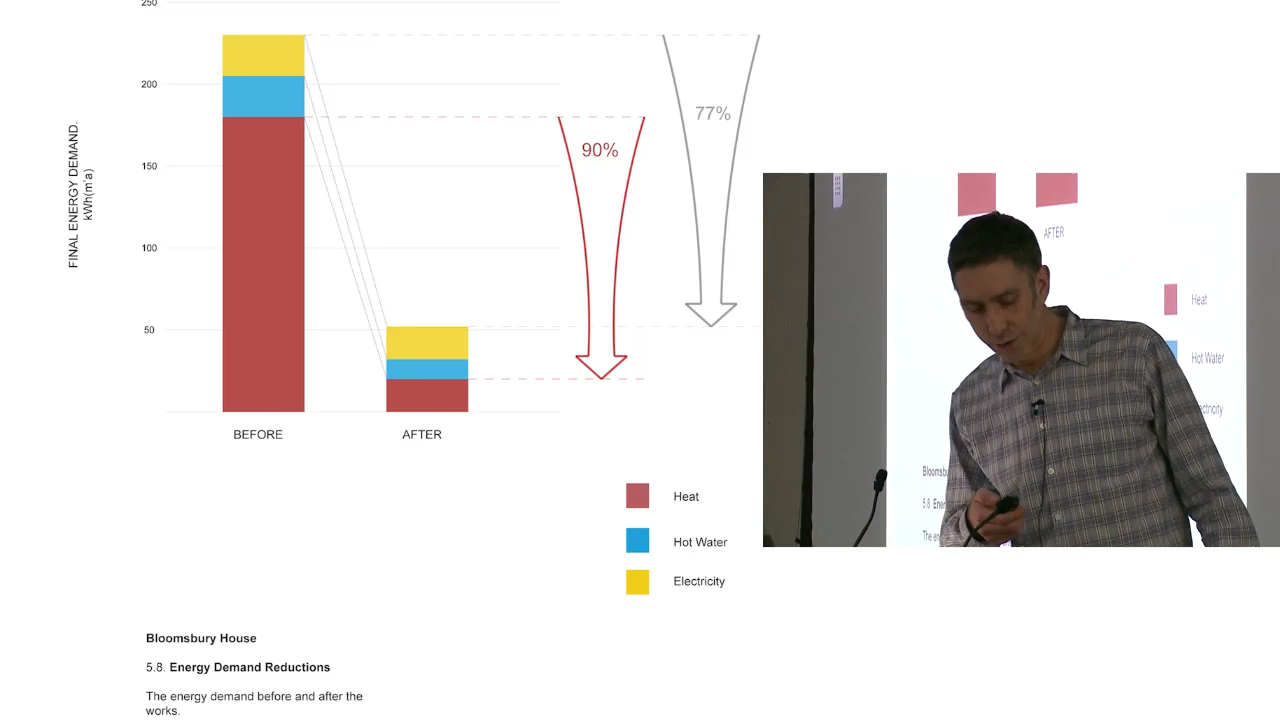 250
200
150
100
50
FINAL ENERGY DEMAND.
kWh(m²a)
90%
77%
BEFORE
AFTER
Heat
Hot Water
Electricity
Bloomsbury House
5.8. Energy Demand Reductions
The energy demand before and after the
works.
AFTER
Heat
Hot Water